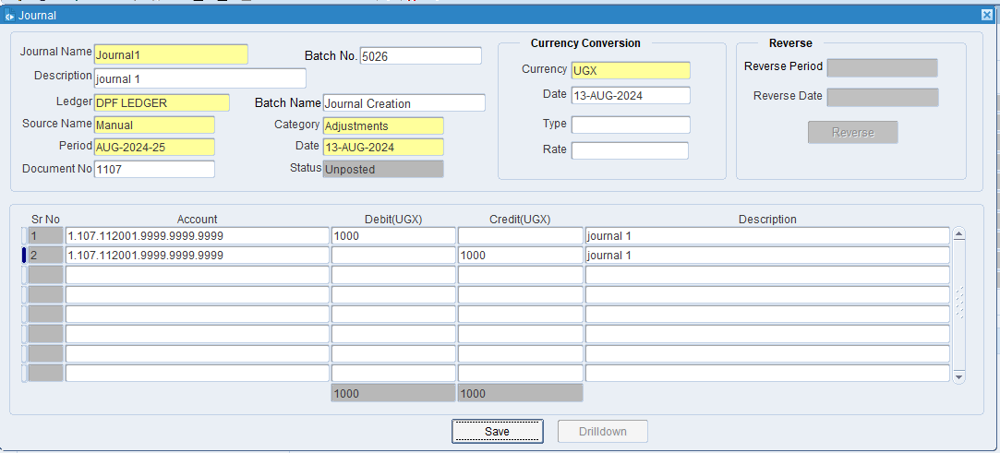 Journal
Journal Name Journal1 Batch No. 5026
Description journal 1
Ledger DPF LEDGER Batch Name Journal Creation
Source Name Manual Category Adjustments
Period AUG-2024-25 Date 13-AUG-2024
Document No 1107 Status Unposted
Currency Conversion
Currency UGX
Date 13-AUG-2024
Type
Rate
Reverse
Reverse Period
Reverse Date
Reverse
Sr No Account Debit(UGX) Credit(UGX) Description
1 1.107.112001.9999.9999.9999 1000 journal 1
2 1.107.112001.9999.9999.9999 1000 journal 1
1000 1000
Save Drilldown